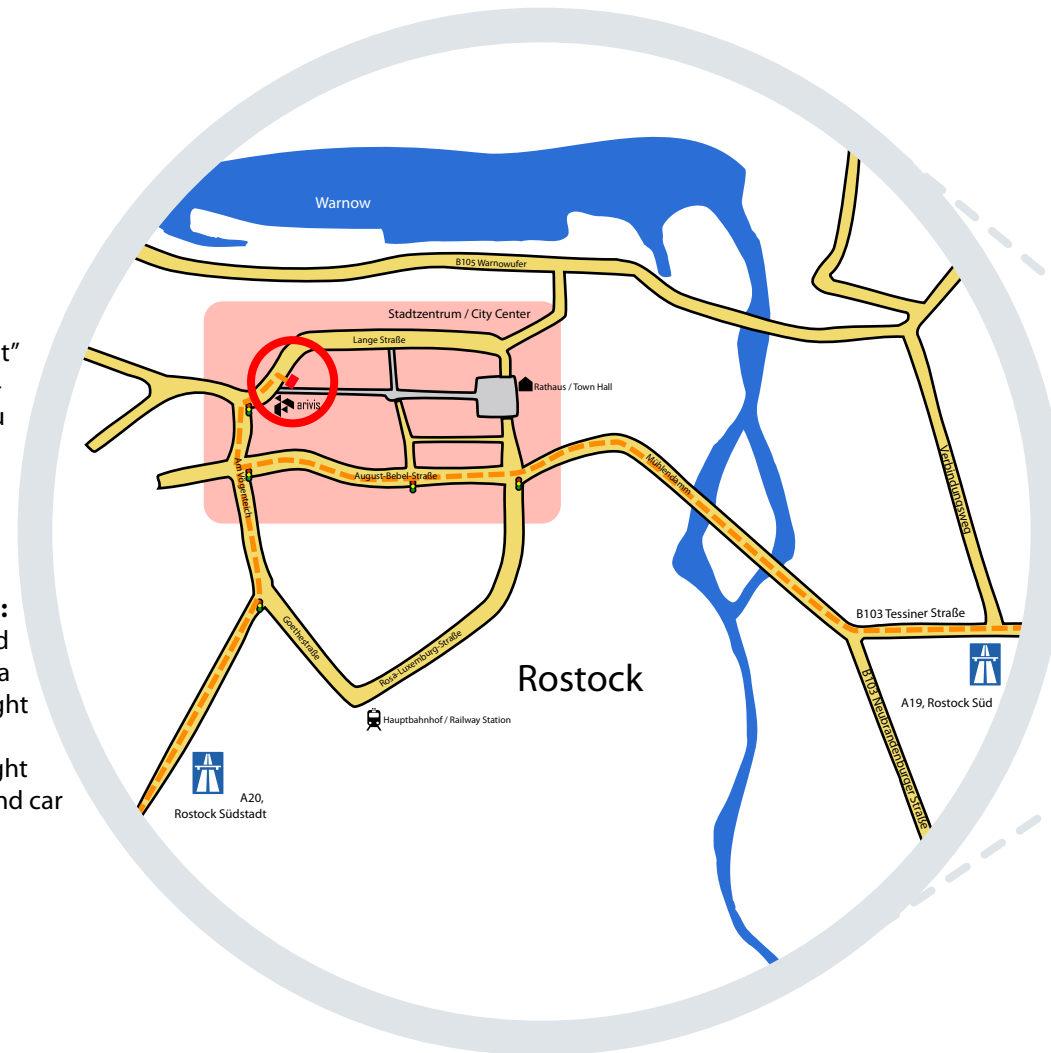 Warnow
B105 Warnowufer
Stadtzentrum / City Center
Lange Straße
Rathaus / Town Hall
arivis
t"
u
Am Vögenteich
August-Bebel-Straße
Mühlendamm
Verbindungsweg
:
d
a
ght
ght
nd car
Goethestraße
Rosa-Luxemburg-Straße
B103 Tessiner Straße
Rostock
A19, Rostock Süd
B103 Neubrandenburger Straße
Hauptbahnhof / Railway Station
A20,
Rostock Südstadt